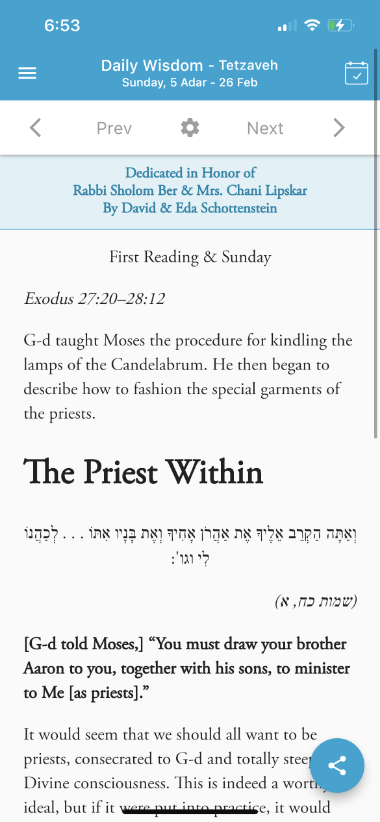 6:53
Daily Wisdom - Tetzaveh
Sunday, 5 Adar - 26 Feb
Prev
Next
Dedicated in Honor of
Rabbi Sholom Ber & Mrs. Chani Lipskar
By David & Eda Schottenstein
First Reading & Sunday
Exodus 27:20–28:12
G-d taught Moses the procedure for kindling the
lamps of the Candelabrum. He then began to
describe how to fashion the special garments of
the priests.
The Priest Within
וְאַתָּה הַקְרֵב אֵלֶיךָ אֶת אַהֲרֹן אָחִיךָ וְאֶת בָּנָיו אִתּוֹ . . . לְכַהֲנוֹ
לִי וגו':
(שמות כח, א)
[G-d told Moses,] “You must draw your brother
Aaron to you, together with his sons, to minister
to Me [as priests].”
It would seem that we should all want to be
priests, consecrated to G-d and totally
Divine consciousness. This is indeed a
ideal, but if it were put into practice, it would